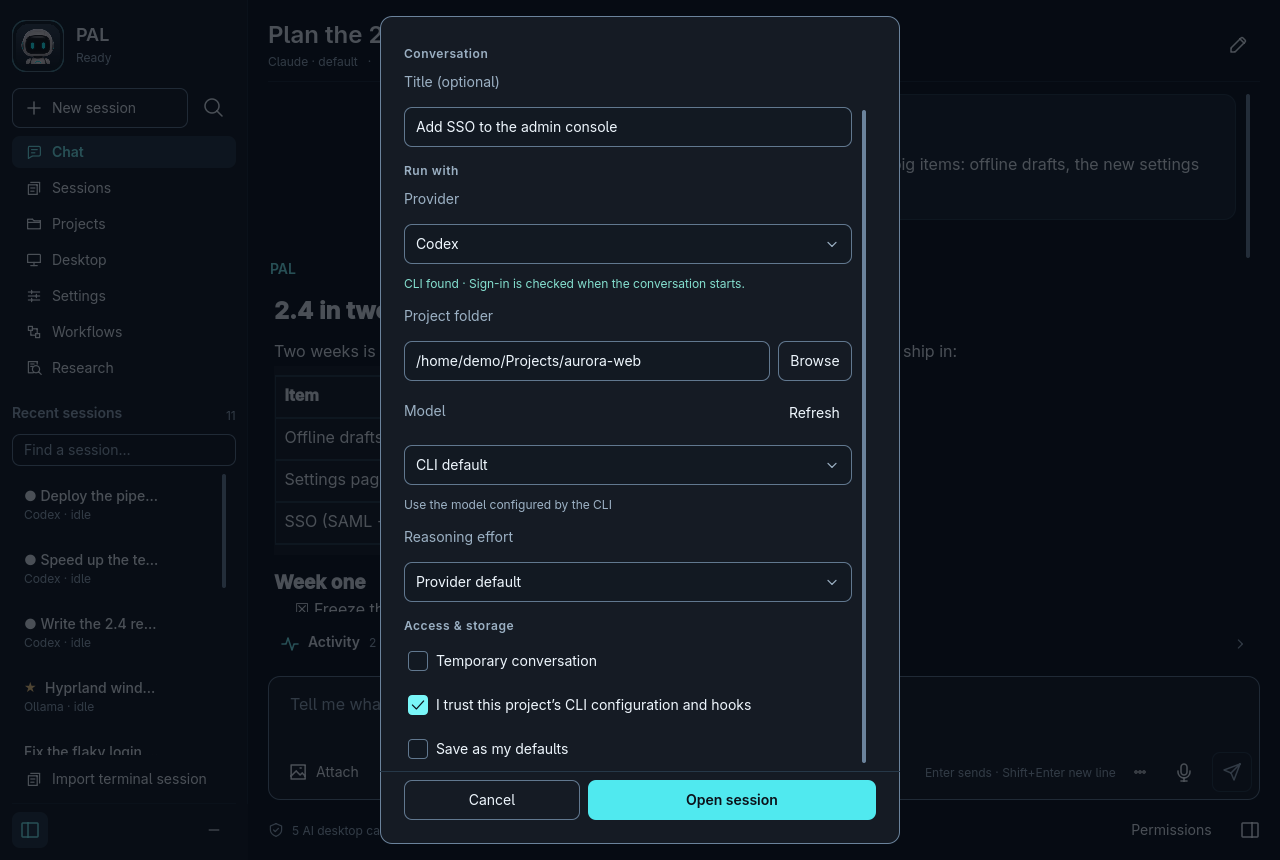 PAL
Ready
New session
Chat
Sessions
Projects
Desktop
Settings
Workflows
Research
Recent sessions 11
Find a session...
Deploy the pipe...
Codex · idle
Speed up the te...
Codex · idle
Write the 2.4 re...
Codex · idle
Hyprland wind...
Ollama · idle
Fix the flaky login
Import terminal session
5 AI desktop ca
Plan the 2
Claude · default ·
big items: offline drafts, the new settings
PAL
2.4 in two
Two weeks is
ship in:
Item
Offline drafts
Settings pag
SSO (SAML
Week one
Freeze th
Activity 2
Tell me wha
Attach
Enter sends · Shift+Enter new line
Permissions
Conversation
Title (optional)
Add SSO to the admin console
Run with
Provider
Codex
CLI found · Sign-in is checked when the conversation starts.
Project folder
/home/demo/Projects/aurora-web
Browse
Model
Refresh
CLI default
Use the model configured by the CLI
Reasoning effort
Provider default
Access & storage
Temporary conversation
I trust this project’s CLI configuration and hooks
Save as my defaults
Cancel
Open session